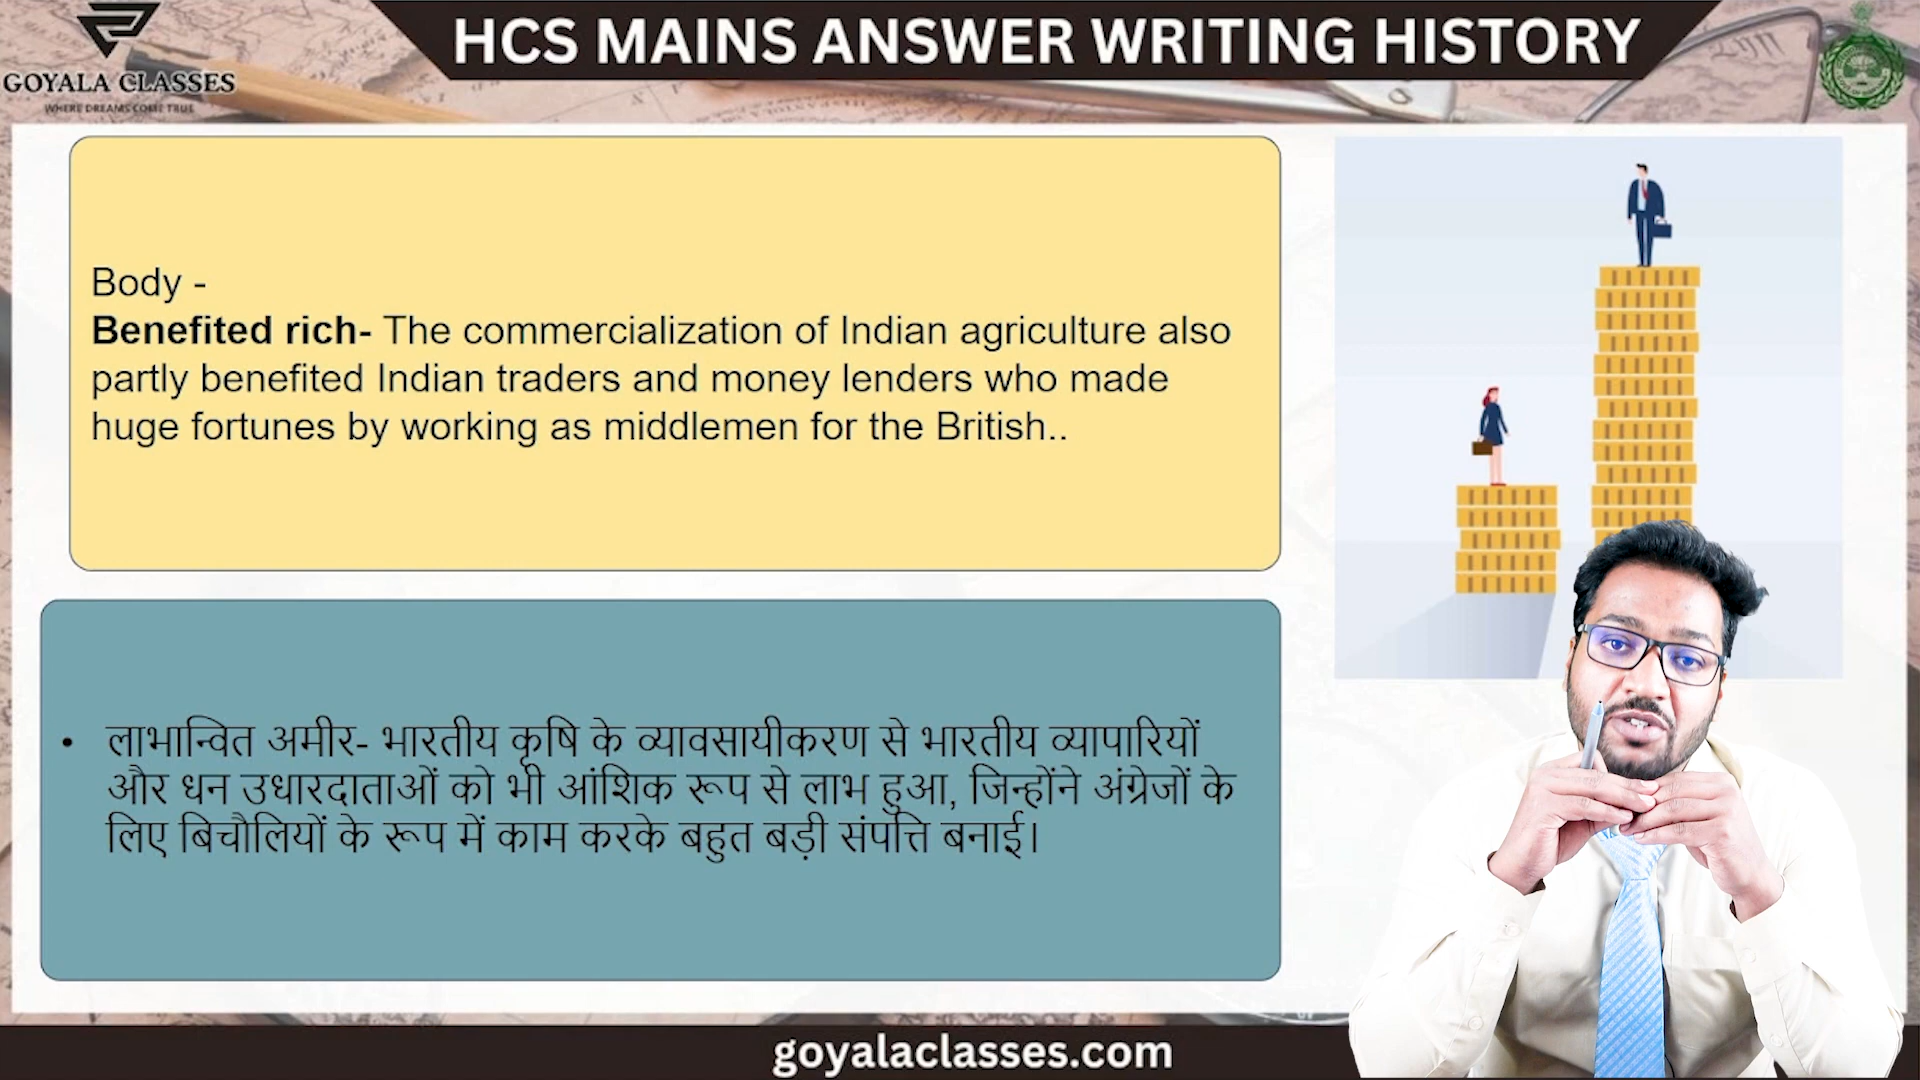 GOYALA CLASSES
WHERE DREAMS COME TRUE
HCS MAINS ANSWER WRITING HISTORY
Body -
Benefited rich- The commercialization of Indian agriculture also
partly benefited Indian traders and money lenders who made
huge fortunes by working as middlemen for the British..
• लाभान्वित अमीर- भारतीय कृषि के व्यावसायीकरण से भारतीय व्यापारियों
और धन उधारदाताओं को भी आंशिक रूप से लाभ हुआ, जिन्होंने अंग्रेजों के
लिए बिचौलियों के रूप में काम करके बहुत बड़ी संपत्ति बनाई।
goyalaclasses.com